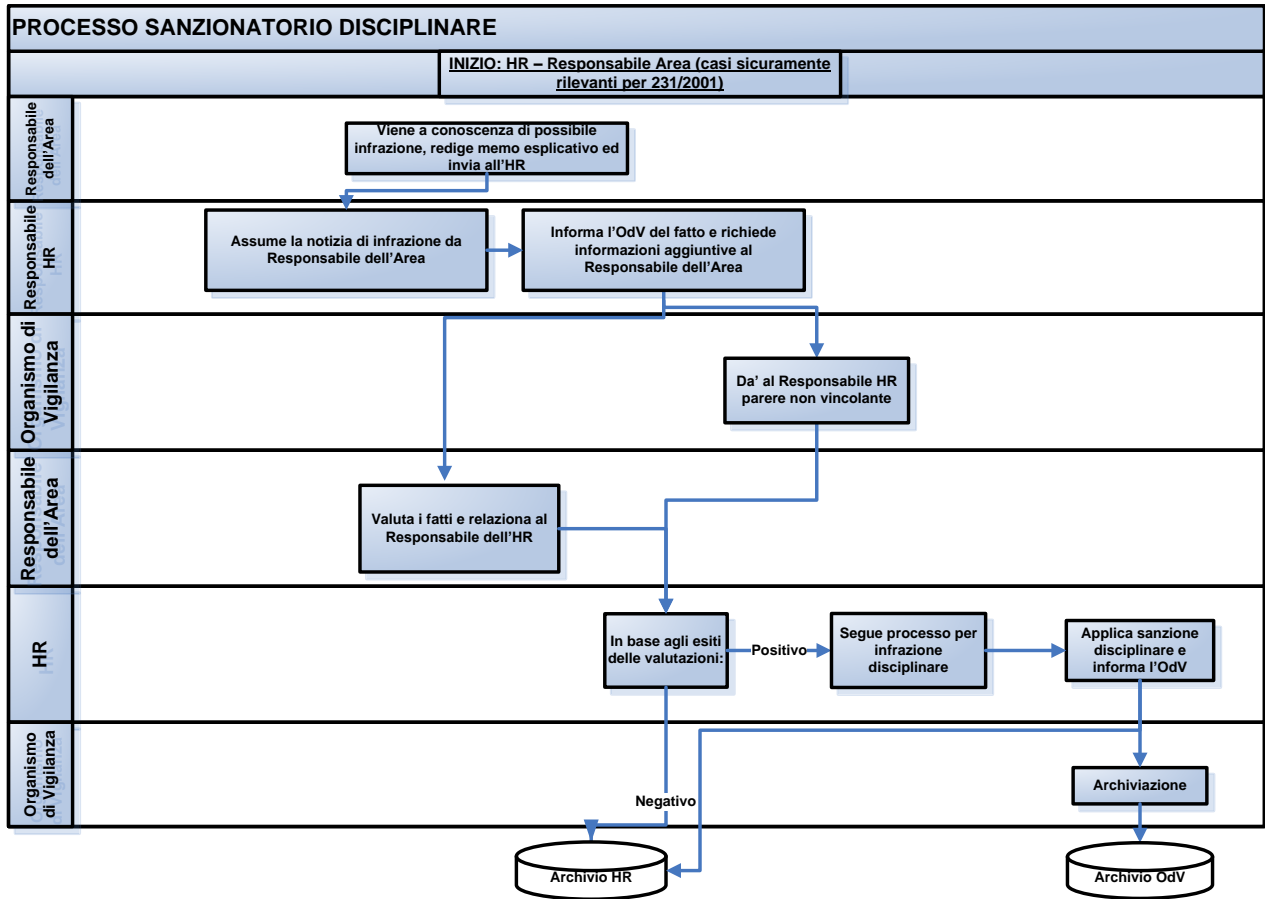 PROCESSO SANZIONATORIO DISCIPLINARE
INIZIO: HR – Responsabile Area (casi sicuramente
rilevanti per 231/2001)
Responsabile
dell'Area
Viene a conoscenza di possibile
infrazione, redige memo esplicativo ed
invia all'HR
Responsabile
HR
Assume la notizia di infrazione da
Responsabile dell'Area
Informa l'OdV del fatto e richiede
informazioni aggiuntive al
Responsabile dell'Area
Organismo di
Vigilanza
Da' al Responsabile HR
parere non vincolante
Responsabile
dell'Area
Valuta i fatti e relaziona al
Responsabile dell'HR
HR
In base agli esiti
delle valutazioni:
Positivo
Segue processo per
infrazione
disciplinare
Applica sanzione
disciplinare e
informa l'OdV
Organismo
di Vigilanza
Negativo
Archiviazione
Archivio HR
Archivio OdV